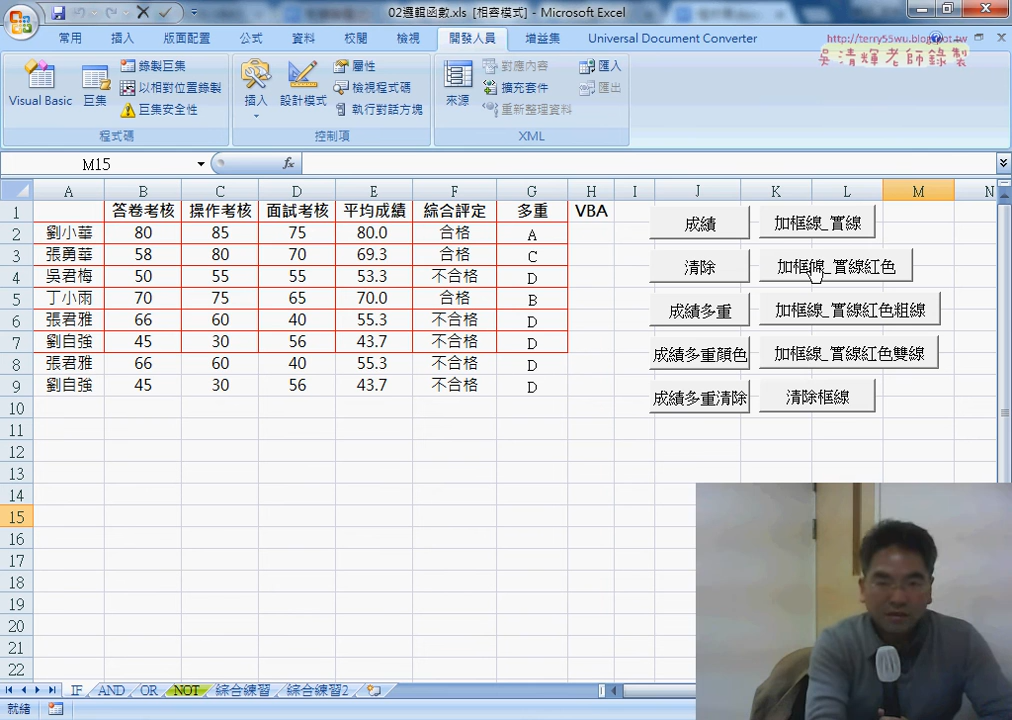 02邏輯函數.xls [相容模式] - Microsoft Excel
常用 插入 版面配置 公式 資料 校閱 檢視 開發人員 增益集 Universal Document Converter
http://terry55wu.blogspot.tw
吳清輝老師錄製
Visual Basic 巨集 錄製巨集 以相對位置錄製 巨集安全性 程式碼
插入 設計模式 屬性 檢視程式碼 執行對話方塊 控制項
來源 對應內容 擴充套件 重新整理資料 匯入 匯出 XML
M15 fx
A B C D E F G H I J K L M N
1 答卷考核 操作考核 面試考核 平均成績 綜合評定 多重 VBA
2 劉小華 80 85 75 80.0 合格 A
3 張勇華 58 80 70 69.3 合格 C
4 吳君梅 50 55 55 53.3 不合格 D
5 丁小雨 70 75 65 70.0 合格 B
6 張君雅 66 60 40 55.3 不合格 D
7 劉自強 45 30 56 43.7 不合格 D
8 張君雅 66 60 40 55.3 不合格 D
9 劉自強 45 30 56 43.7 不合格 D
10
11
12
13
14
15
16
17
18
19
20
21
22
成績 加框線_實線
清除 加框線_實線紅色
成績多重 加框線_實線紅色粗線
成績多重顏色 加框線_實線紅色雙線
成績多重清除 清除框線
IF AND OR NOT 綜合練習 綜合練習2
就緒